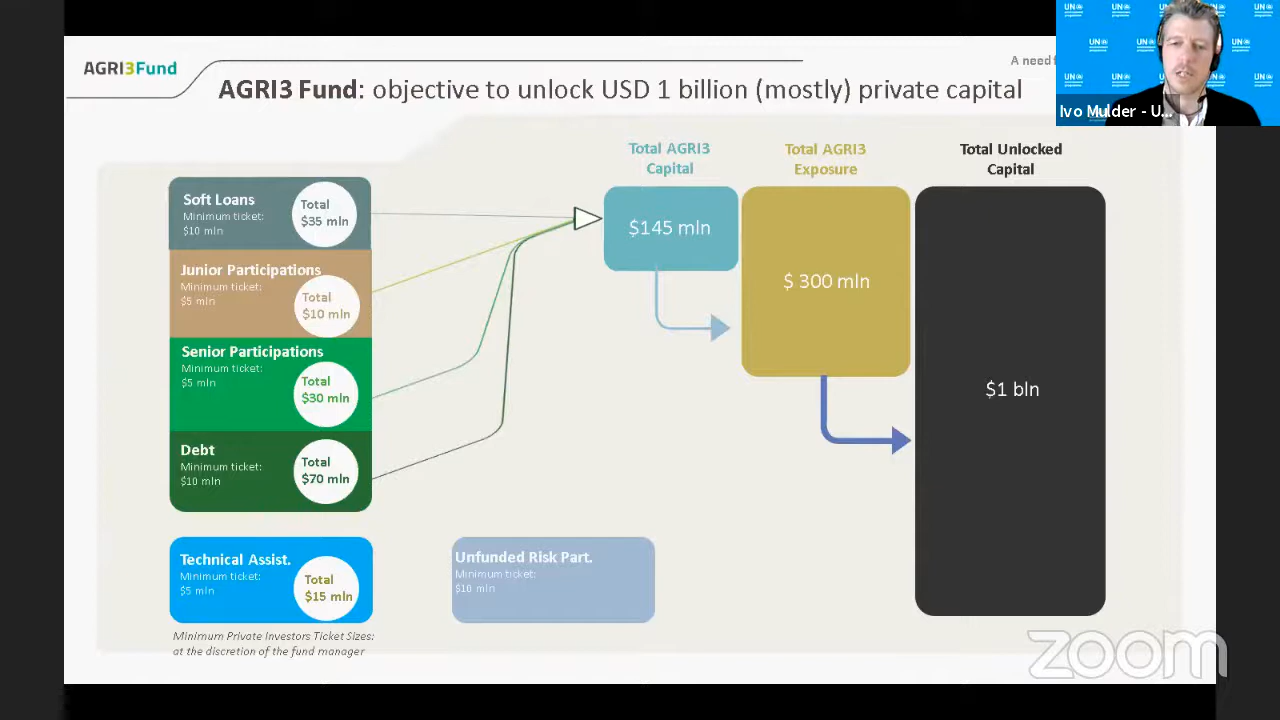 AGRI3Fund
A need f
AGRI3 Fund: objective to unlock USD 1 billion (mostly) private capital
Ivo Mulder - U...
Total AGRI3
Capital
Total AGRI3
Exposure
Total Unlocked
Capital
Soft Loans
Minimum ticket:
$10 mln
Total
$35 mln
Junior Participations
Minimum ticket:
$5 mln
Total
$10 mln
Senior Participations
Minimum ticket:
$5 mln
Total
$30 mln
Debt
Minimum ticket:
$10 mln
Total
$70 mln
$145 mln
$ 300 mln
$1 bln
Technical Assist.
Minimum ticket:
$5 mln
Total
$15 mln
Unfunded Risk Part.
Minimum ticket:
$10 mln
Minimum Private Investors Ticket Sizes:
at the discretion of the fund manager
zoom